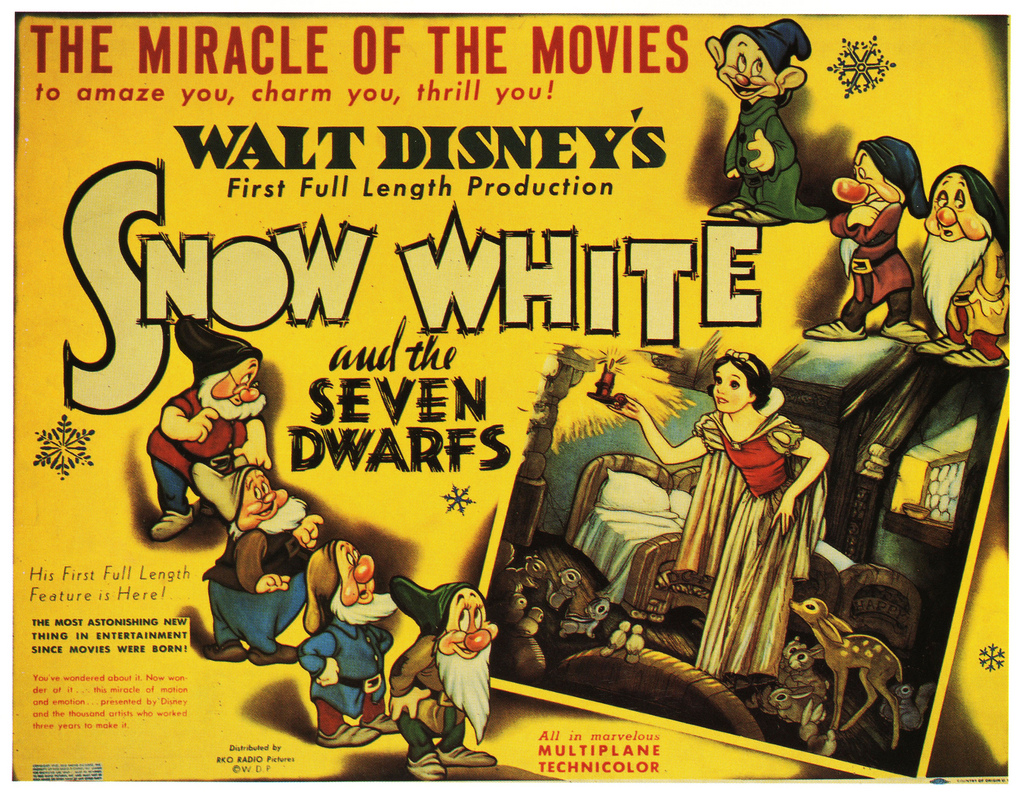 THE MIRACLE OF THE MOVIES
to amaze you, charm you, thrill you!
WALT DISNEY'S
First Full Length Production
SNOW WHITE
and the
SEVEN
DWARFS
His First Full Length
Feature is Here!
THE MOST ASTONISHING NEW
THING IN ENTERTAINMENT
SINCE MOVIES WERE BORN!
You've wondered about it. Now won-
der at it . . . this miracle of motion
and emotion . . . presented by Disney
and the thousand artists who worked
three years to make it.
Distributed by
RKO RADIO Pictures
© W. D. P.
HAPPY
All in marvelous
MULTIPLANE
TECHNICOLOR